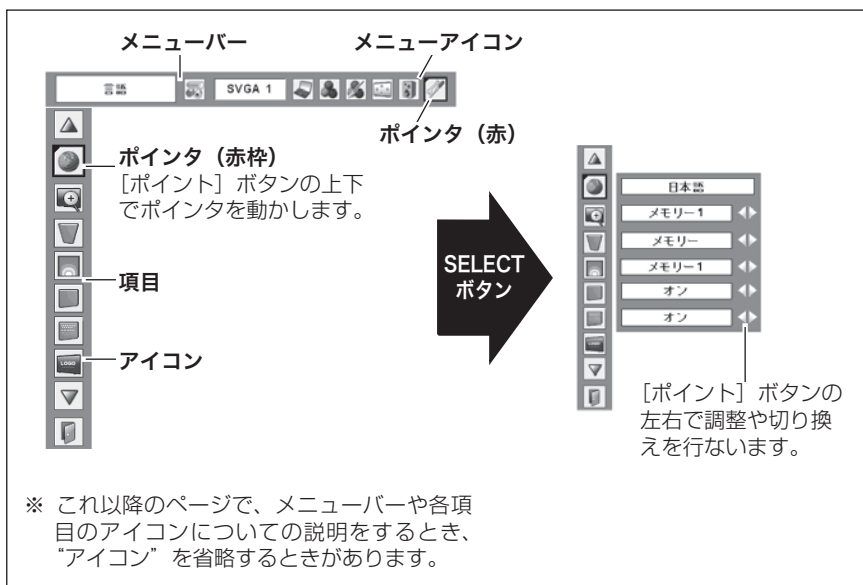 メニューバー
メニューアイコン
言語
SVGA 1
ポインタ（赤）
ポインタ（赤枠）
［ポイント］ボタンの上下
でポインタを動かします。
項目
アイコン
LOGO
SELECT
ボタン
日本語
メモリー1
メモリー
メモリー1
オン
オン
LOGO
［ポイント］ボタンの
左右で調整や切り換
えを行ないます。
※ これ以降のページで、メニューバーや各項
目のアイコンについての説明をするとき、
“アイコン”を省略するときがあります。